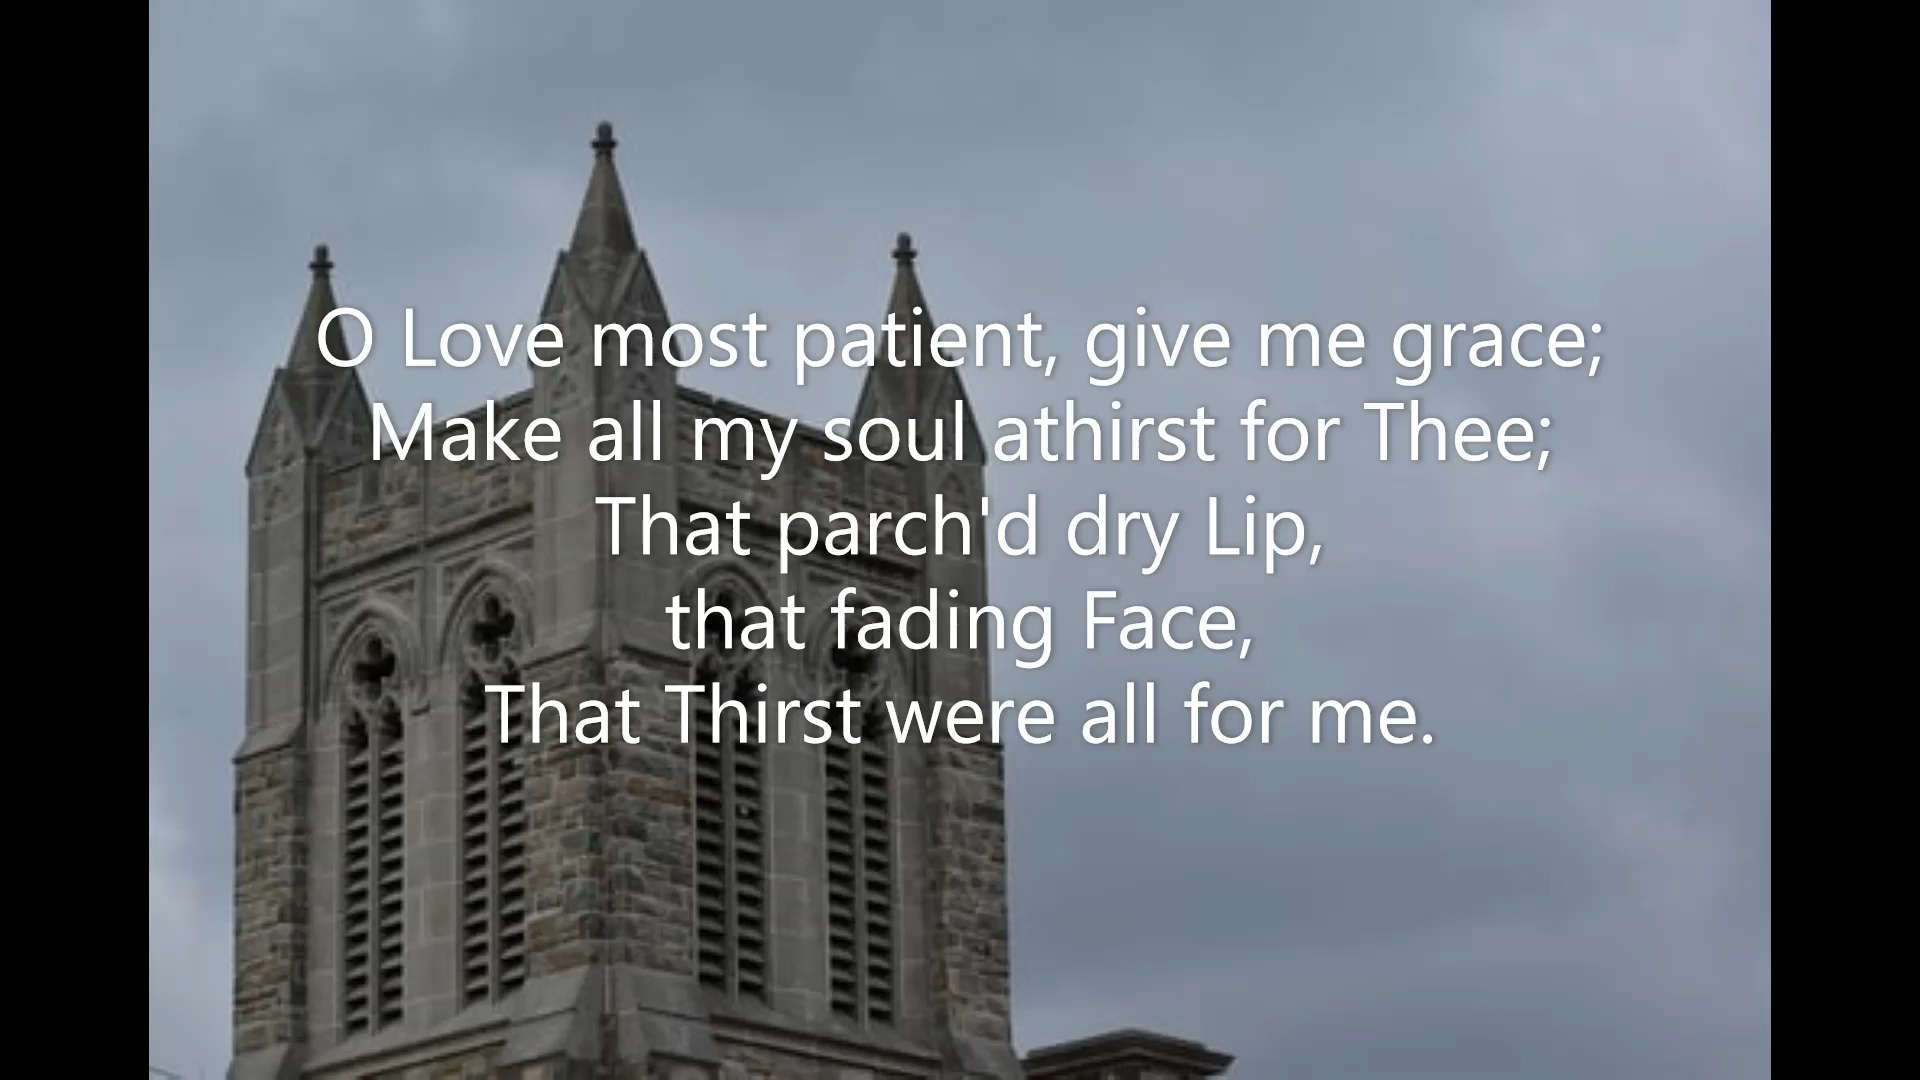 O Love most patient, give me grace;
Make all my soul athirst for Thee;
That parch'd dry Lip,
that fading Face,
That Thirst were all for me.